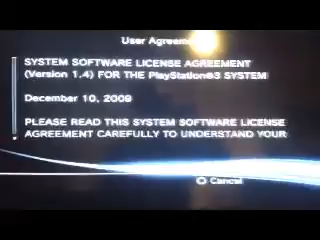 User Agreement
SYSTEM SOFTWARE LICENSE AGREEMENT
(Version 1.4) FOR THE PlayStation®3 SYSTEM
December 10, 2009
PLEASE READ THIS SYSTEM SOFTWARE LICENSE
AGREEMENT CAREFULLY TO UNDERSTAND YOUR
Cancel